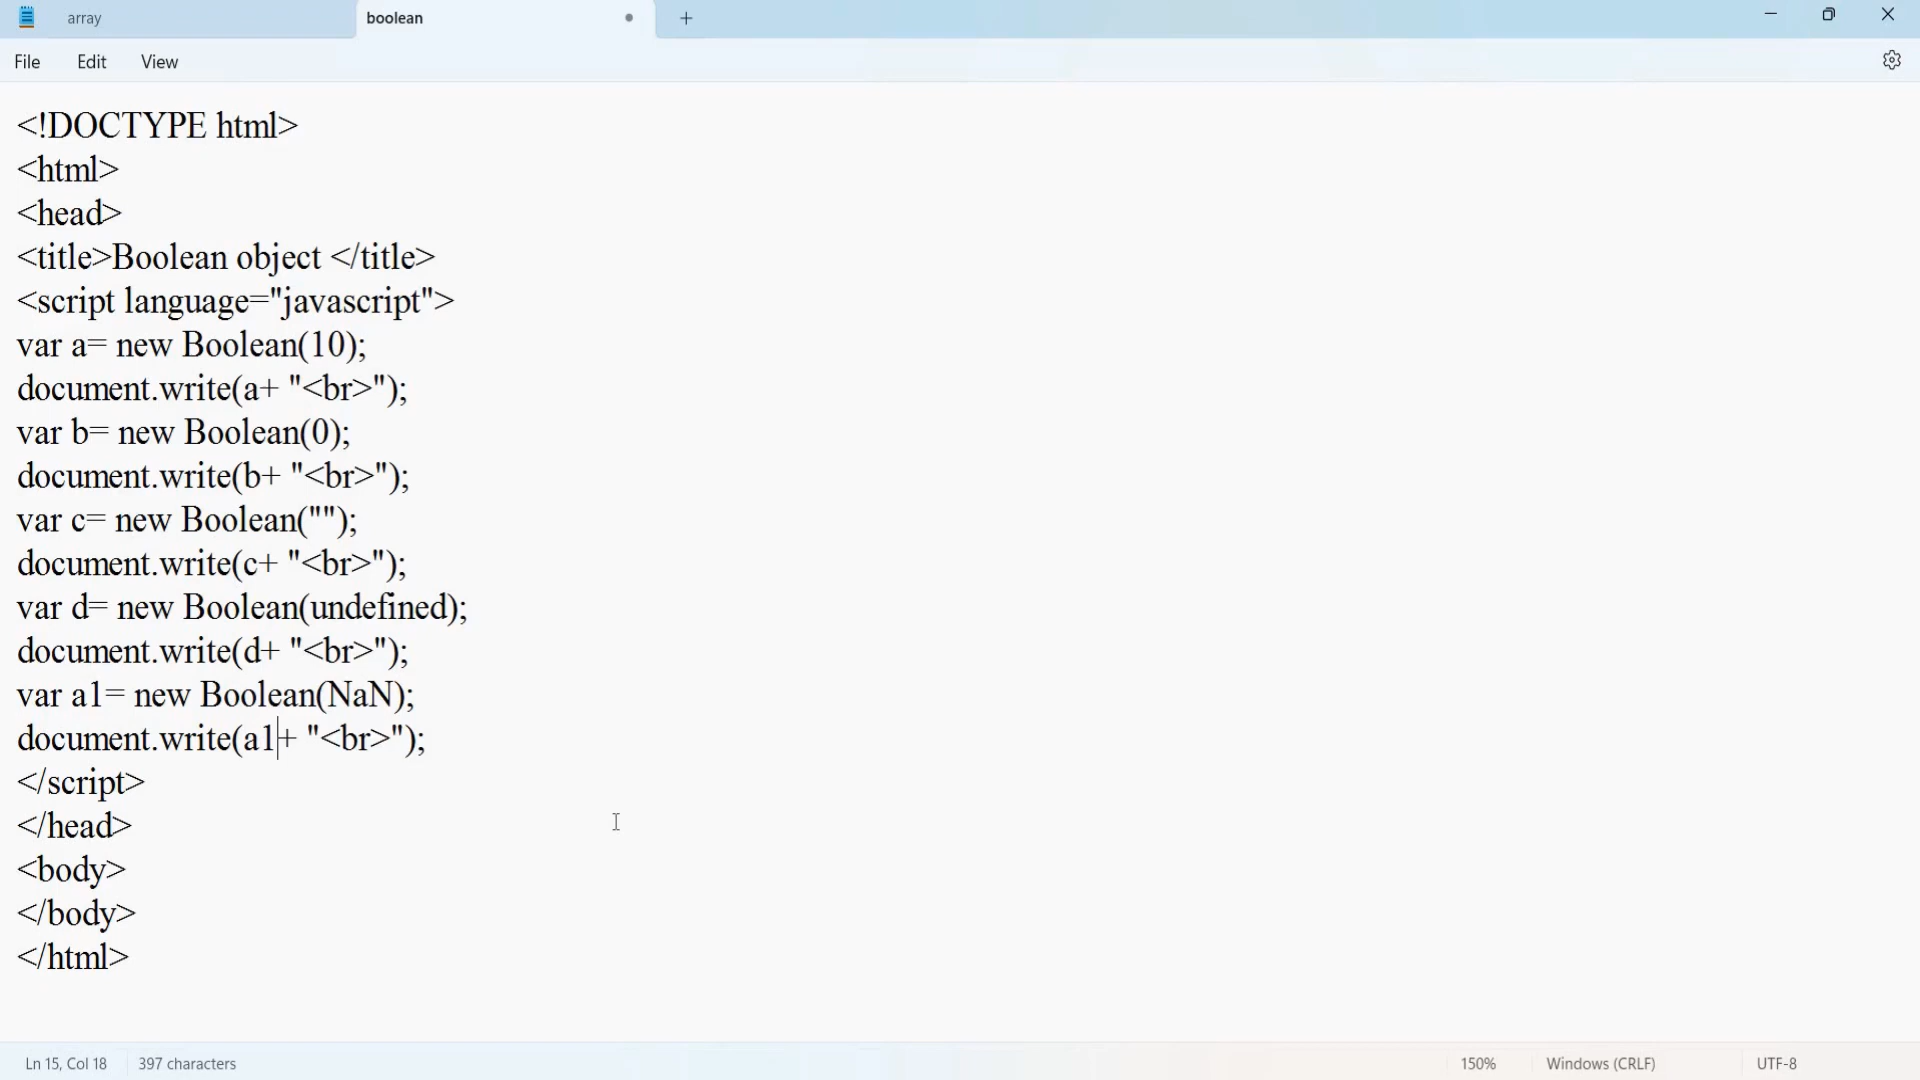 array
boolean
File
Edit
View
<!DOCTYPE html>
<html>
<head>
<title>Boolean object </title>
<script language="javascript">
var a= new Boolean(10);
document.write(a+ "<br>");
var b= new Boolean(0);
document.write(b+ "<br>");
var c= new Boolean("");
document.write(c+ "<br>");
var d= new Boolean(undefined);
document.write(d+ "<br>");
var a1= new Boolean(NaN);
document.write(a1+ "<br>");
</script>
</head>
<body>
</body>
</html>
Ln 15, Col 18
397 characters
150%
Windows (CRLF)
UTF-8